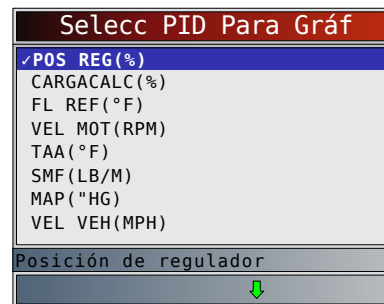 Selecc PID Para Gráf
✓POS REG(%)
CARGACALC(%)
FL REF(°F)
VEL MOT(RPM)
TAA(°F)
SMF(LB/M)
MAP("HG)
VEL VEH(MPH)
Posición de regulador